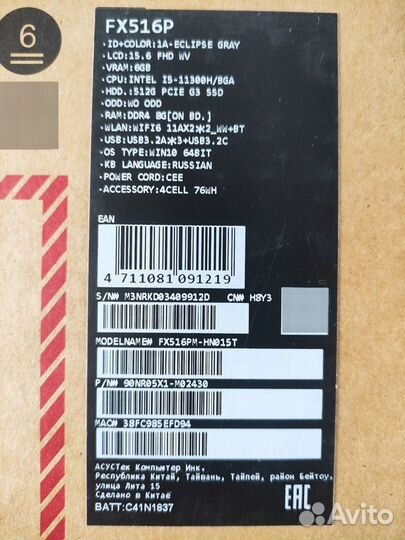 6
FX516P
·ID+COLOR:1A-ECLIPSE GRAY
·LCD:15.6 FHD WV
·VRAM:6GB
·CPU:INTEL I5-11300H/BGA
·HDD.:512G PCIE G3 SSD
·ODD:WO ODD
·RAM:DDR4 8G[ON BD.]
·WLAN:WIFI6 11AX2*2_WW+BT
·USB:USB3.2A*3+USB3.2C
·OS TYPE:WIN10 64BIT
·KB LANGUAGE:RUSSIAN
·POWER CORD:CEE
·ACCESSORY:4CELL 76WH
EAN
4 711081 091219
S/N# M3NRKD03409912D CN# H8Y3
MODELNAME# FX516PM-HN015T
P/N# 90NR05X1-M02430
MAC# 38FC985EFD94
АСУСТек Компьютер Инк.
Республика Китай, Тайвань, Тайпей, район Бейтоу,
улица Лита 15
Сделано в Китае
BATT:C41N1837
EAC
Avito